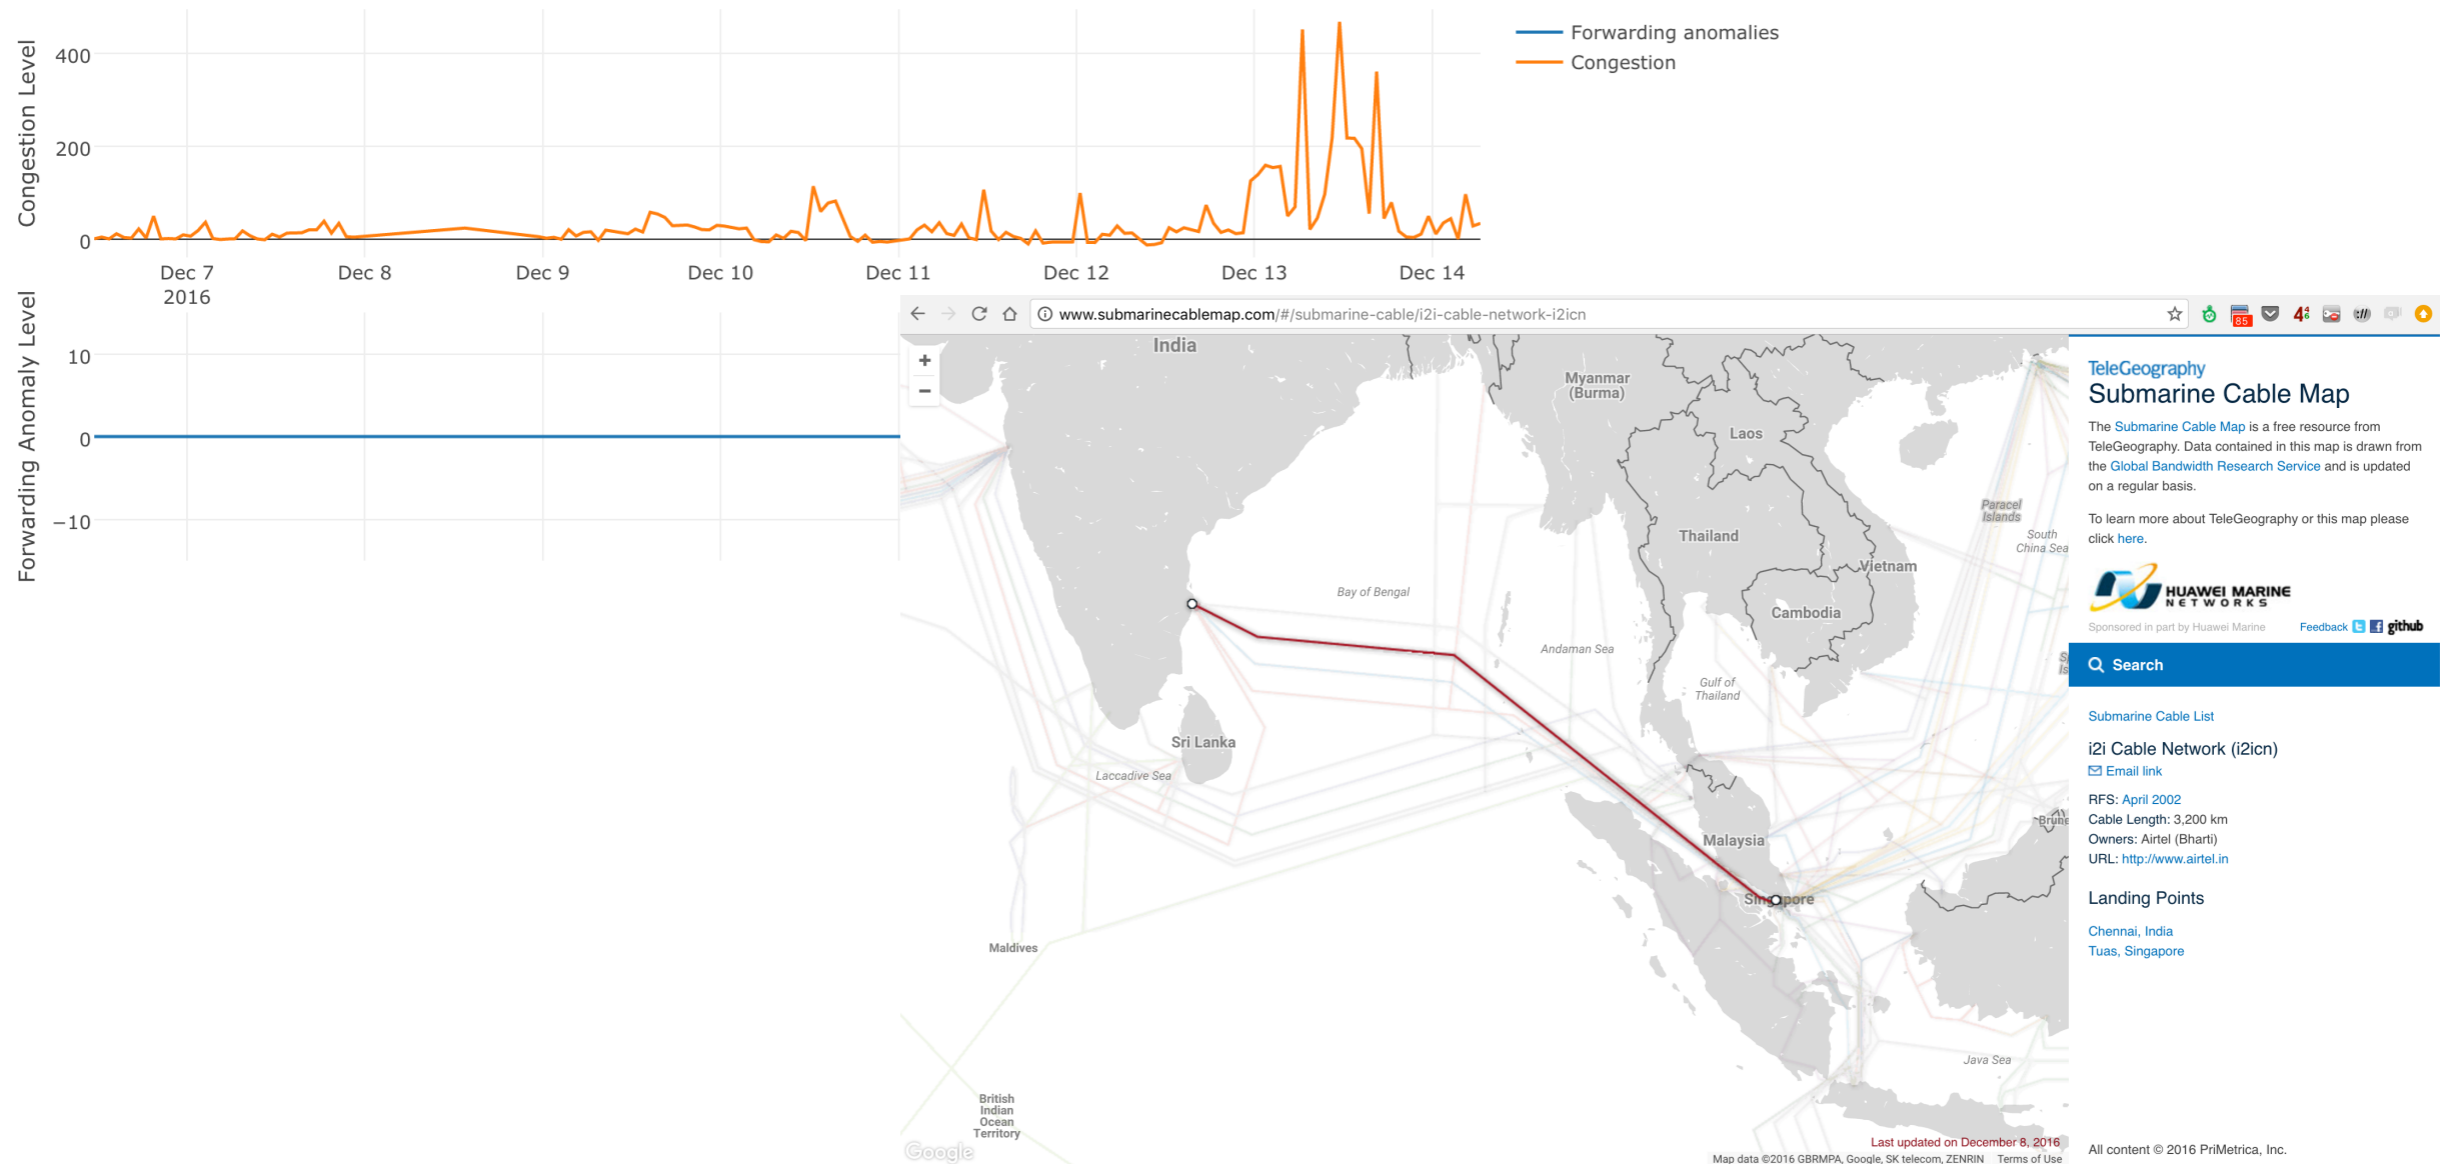 Congestion Level
400
200
0
Dec 7
2016
Dec 8
Dec 9
Dec 10
Dec 11
Dec 12
Dec 13
Dec 14
Forwarding anomalies
Congestion
Forwarding Anomaly Level
10
0
−10
www.submarinecablemap.com/#/submarine-cable/i2i-cable-network-i2icn
85
+
−
India
Myanmar
(Burma)
Laos
Thailand
Vietnam
Cambodia
Paracel
Islands
South
China Sea
Bay of Bengal
Andaman Sea
Gulf of
Thailand
Sri Lanka
Laccadive Sea
Malaysia
Singapore
Maldives
Java Sea
British
Indian
Ocean
Territory
Google
Last updated on December 8, 2016
Map data ©2016 GBRMPA, Google, SK telecom, ZENRIN Terms of Use
TeleGeography
Submarine Cable Map
The Submarine Cable Map is a free resource from
TeleGeography. Data contained in this map is drawn from
the Global Bandwidth Research Service and is updated
on a regular basis.
To learn more about TeleGeography or this map please
click here.
HUAWEI MARINE
NETWORKS
Sponsored in part by Huawei Marine
Feedback github
Search
Submarine Cable List
i2i Cable Network (i2icn)
Email link
RFS: April 2002
Cable Length: 3,200 km
Owners: Airtel (Bharti)
URL: http://www.airtel.in
Landing Points
Chennai, India
Tuas, Singapore
All content © 2016 PriMetrica, Inc.